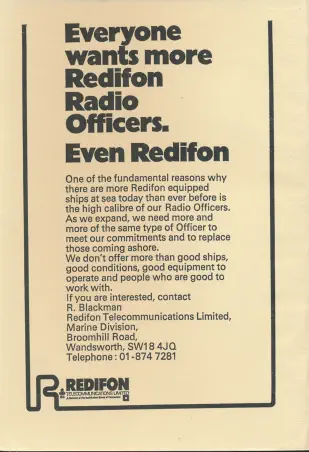 Everyone
wants more
Redifon
Radio
Officers.
Even Redifon
One of the fundamental reasons why
there are more Redifon equipped
ships at sea today than ever before is
the high calibre of our Radio Officers.
As we expand, we need more and
more of the same type of Officer to
meet our commitments and to replace
those coming ashore.
We don't offer more than good ships,
good conditions, good equipment to
operate and people who are good to
work with.
If you are interested, contact
R. Blackman
Redifon Telecommunications Limited,
Marine Division,
Broomhill Road,
Wandsworth, SW18 4JQ
Telephone: 01-874 7281
R.
REDIFON
TELECOMMUNICATIONS LIMITED